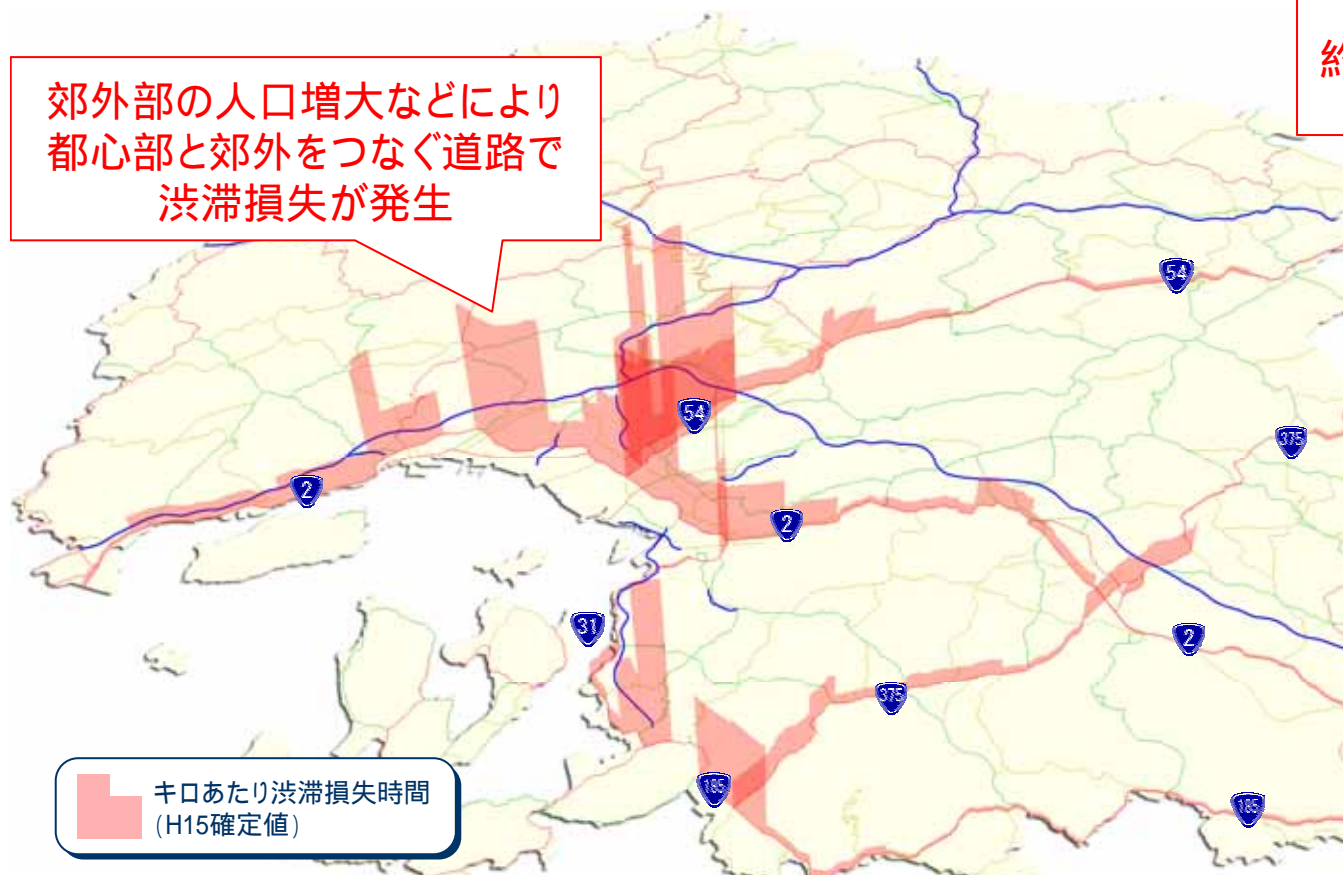 郊外部の人口増大などにより
都心部と郊外をつなぐ道路で
渋滞損失が発生
約
54
54
375
2
2
31
2
375
185
185
キロあたり渋滞損失時間
(H15確定値)